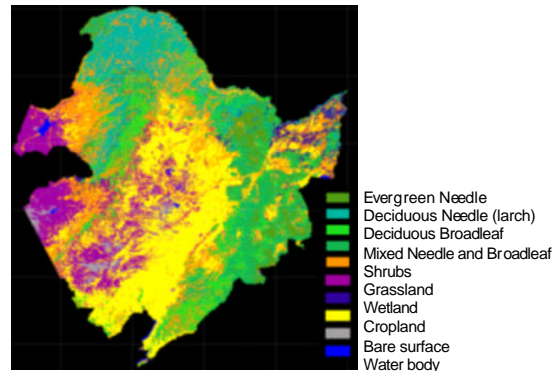 Evergreen Needle
Deciduous Needle (larch)
Deciduous Broadleaf
Mixed Needle and Broadleaf
Shrubs
Grassland
Wetland
Cropland
Bare surface
Water body